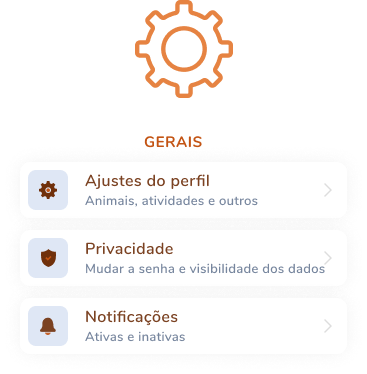 GERAIS
Ajustes do perfil
Animais, atividades e outros
Privacidade
Mudar a senha e visibilidade dos dados
Notificações
Ativas e inativas